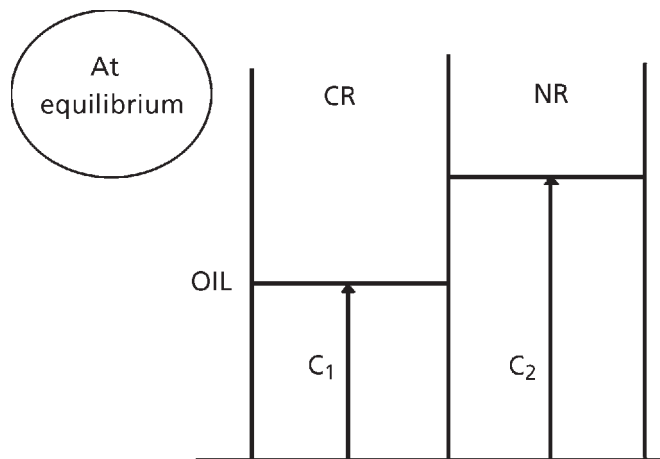 At
equilibrium
CR
NR
OIL
C₁
C₂